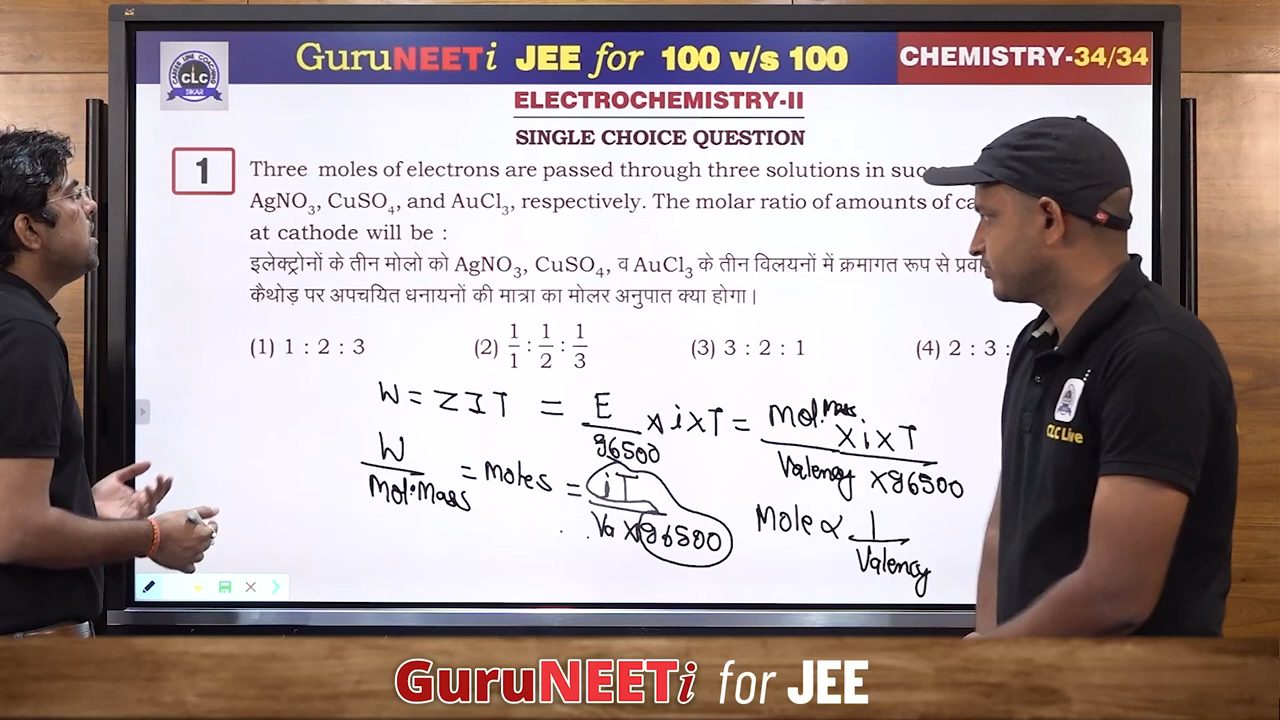 GuruNEETi JEE for 100 v/s 100
CHEMISTRY-34/34
CAREER LINE COACHING
CLC
SIKAR
ELECTROCHEMISTRY-II
SINGLE CHOICE QUESTION
1
Three moles of electrons are passed through three solutions in
AgNO3, CuSO4, and AuCl3, respectively. The molar ratio of amounts of
at cathode will be :
इलेक्ट्रोनों के तीन मोलो को AgNO3, CuSO4, व AuCl3 के तीन विलयनों में क्रमागत रूप से
कैथोड़ पर अपचयित धनायनों की मात्रा का मोलर अनुपात क्या होगा।
(1) 1 : 2 : 3 (2) 1/1 : 1/2 : 1/3 (3) 3 : 2 : 1 (4) 2 : 3 :
W = ZIT = E/96500 × i × T = Mol. Mass × i × T / Valency × 96500
W/Mol. Mass = moles = iT/Va × 96500
Mole ∝ 1/Valency
CLC Live
GuruNEETi for JEE